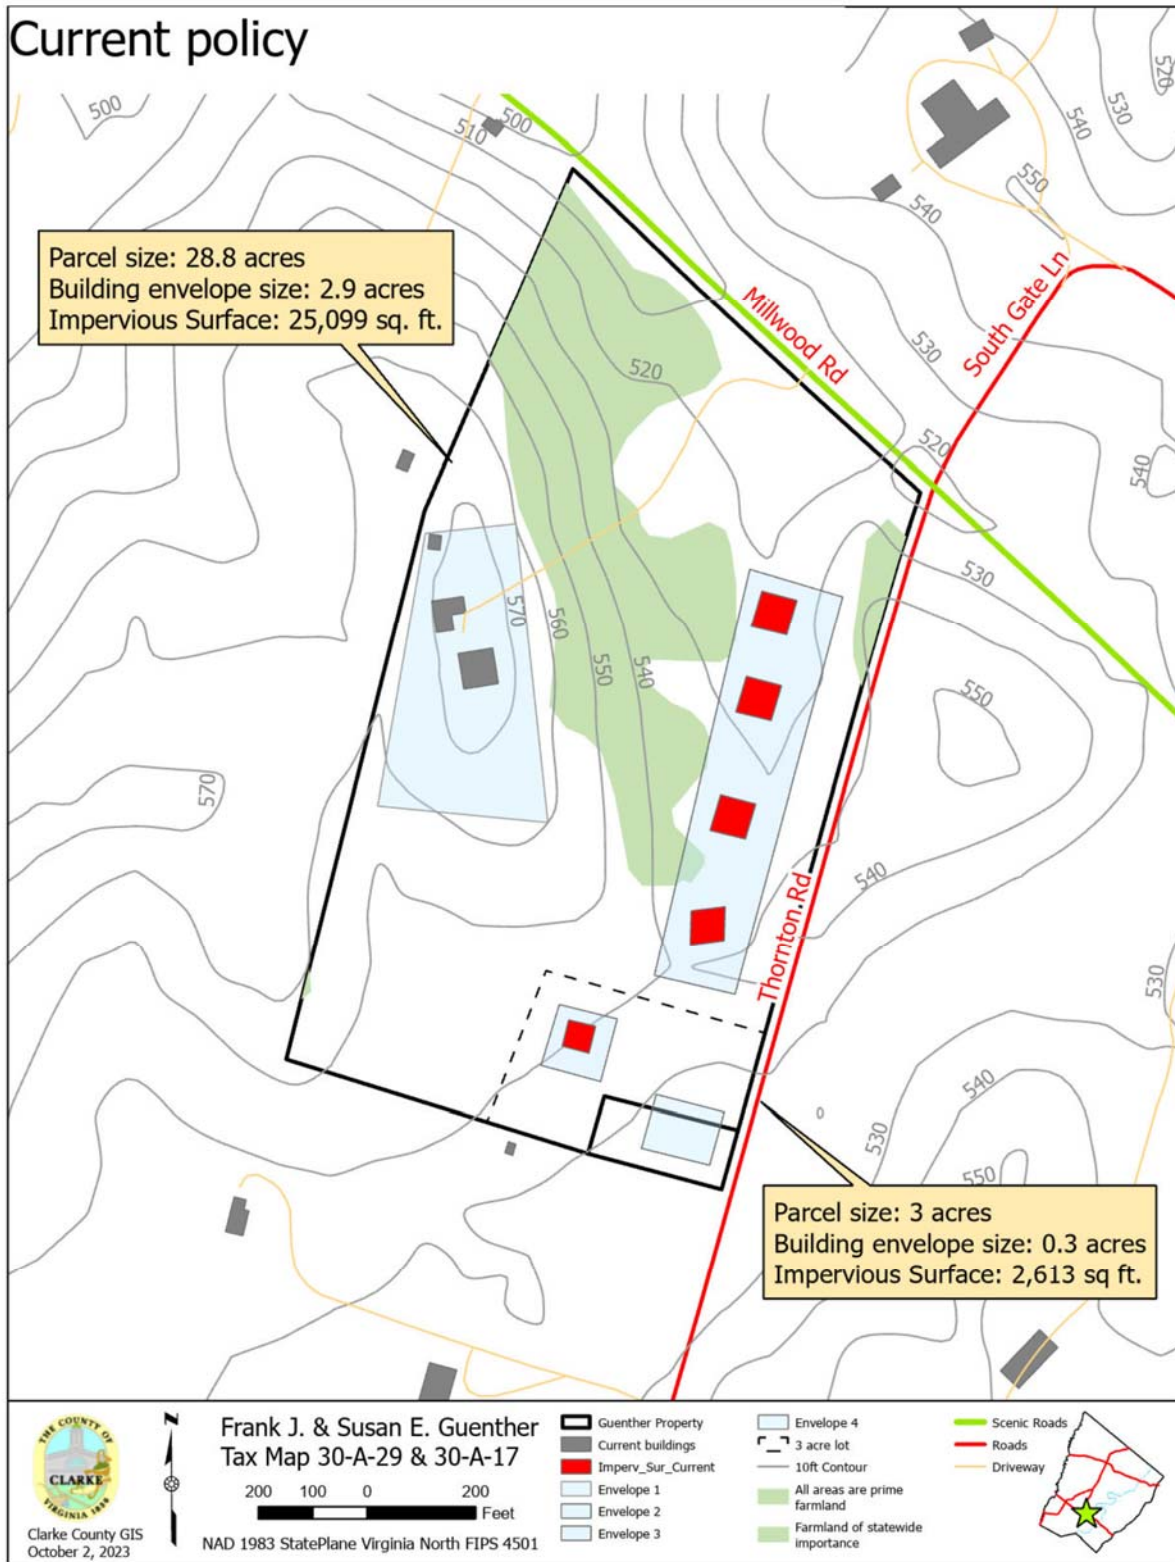 Current policy
500
510
500
520
530
540
550
540
520
Parcel size: 28.8 acres
Building envelope size: 2.9 acres
Impervious Surface: 25,099 sq. ft.
Millwood Rd
South Gate Ln
530
520
520
540
530
570
560
550
540
550
570
540
Thornton Rd
530
540
530
550
0
Parcel size: 3 acres
Building envelope size: 0.3 acres
Impervious Surface: 2,613 sq ft.
THE COUNTY OF
CLARKE
VIRGINIA 1836
Clarke County GIS
October 2, 2023
N
Frank J. & Susan E. Guenther
Tax Map 30-A-29 & 30-A-17
200 100 0 200
Feet
NAD 1983 StatePlane Virginia North FIPS 4501
Guenther Property
Current buildings
Imperv_Sur_Current
Envelope 1
Envelope 2
Envelope 3
Envelope 4
3 acre lot
10ft Contour
All areas are prime
farmland
Farmland of statewide
importance
Scenic Roads
Roads
Driveway